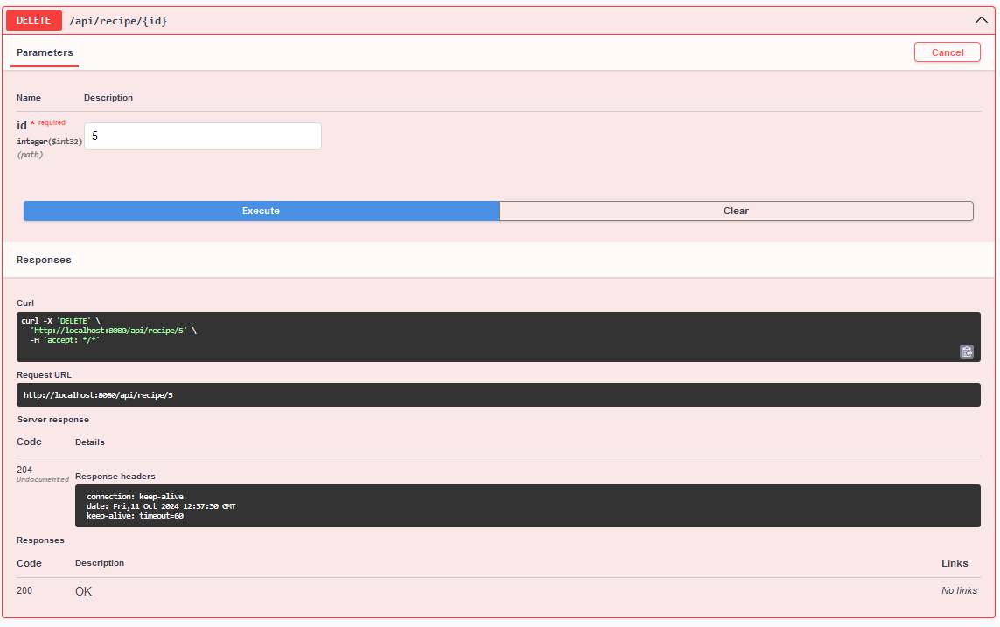 DELETE /api/recipe/{id}
Parameters Cancel
Name Description
id * required
integer($int32)
(path)
5
Execute Clear
Responses
Curl
curl -X 'DELETE' \
'http://localhost:8080/api/recipe/5' \
-H 'accept: */*'
Request URL
http://localhost:8080/api/recipe/5
Server response
Code Details
204
Undocumented
Response headers
connection: keep-alive
date: Fri,11 Oct 2024 12:37:30 GMT
keep-alive: timeout=60
Responses
Code Description Links
200 OK No links